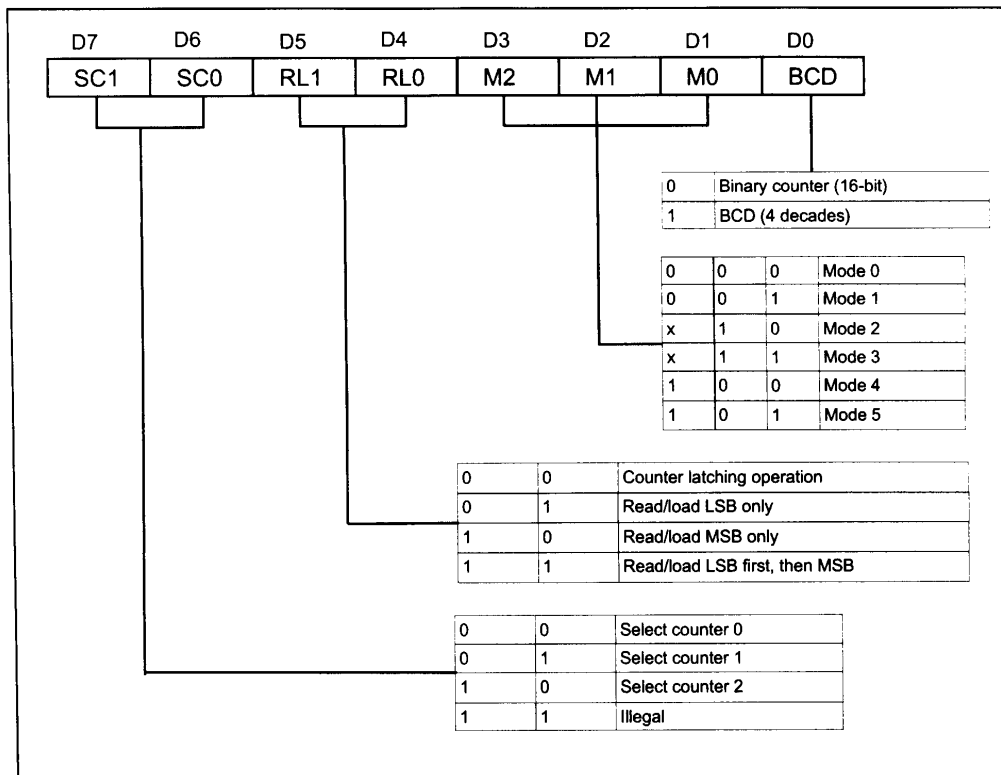 D7 D6 D5 D4 D3 D2 D1 D0
SC1 SC0 RL1 RL0 M2 M1 M0 BCD
0 Binary counter (16-bit)
1 BCD (4 decades)
0 0 0 Mode 0
0 0 1 Mode 1
x 1 0 Mode 2
x 1 1 Mode 3
1 0 0 Mode 4
1 0 1 Mode 5
0 0 Counter latching operation
0 1 Read/load LSB only
1 0 Read/load MSB only
1 1 Read/load LSB first, then MSB
0 0 Select counter 0
0 1 Select counter 1
1 0 Select counter 2
1 1 Illegal